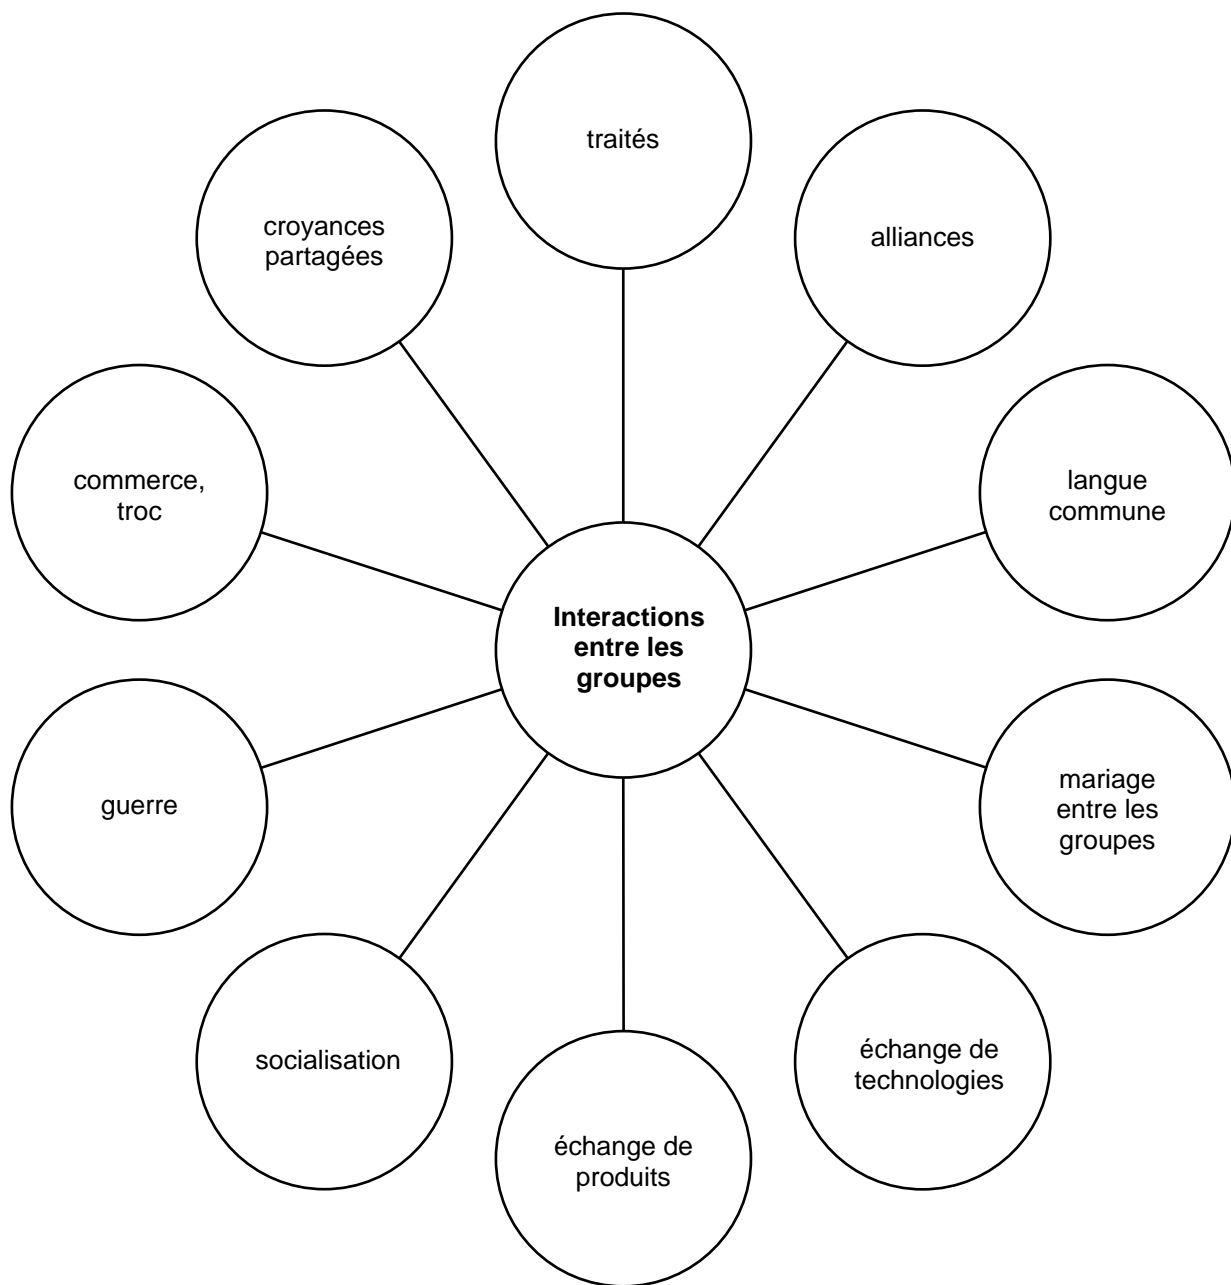 traités
croyances
partagées
alliances
commerce,
troc
langue
commune
Interactions
entre les
groupes
guerre
mariage
entre les
groupes
socialisation
échange de
technologies
échange de
produits